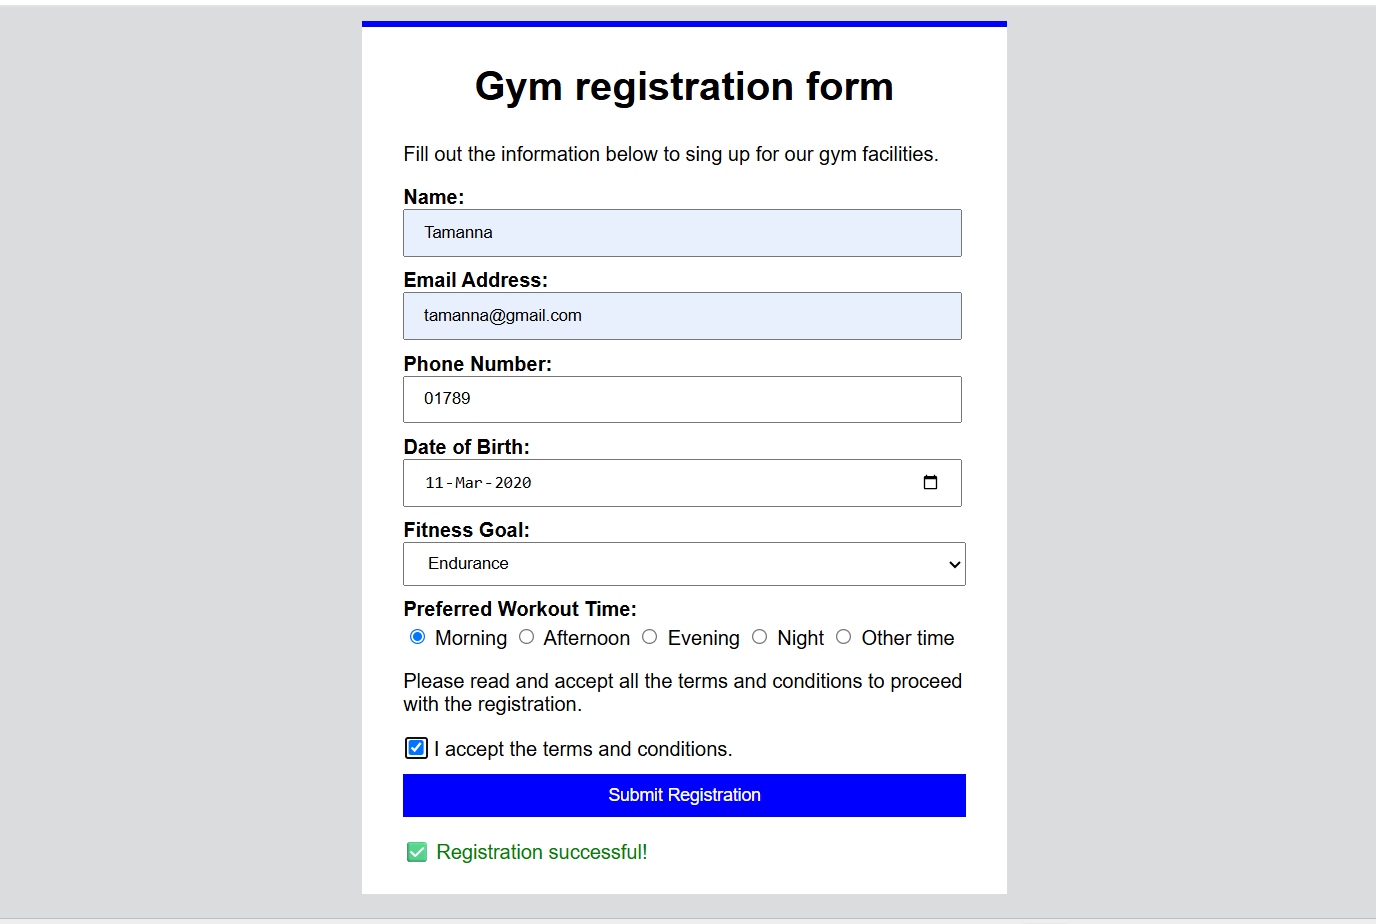 Gym registration form
Fill out the information below to sing up for our gym facilities.
Name:
Tamanna
Email Address:
tamanna@gmail.com
Phone Number:
01789
Date of Birth:
11-Mar-2020
Fitness Goal:
Endurance
Preferred Workout Time:
Morning Afternoon Evening Night Other time
Please read and accept all the terms and conditions to proceed
with the registration.
I accept the terms and conditions.
Submit Registration
✅ Registration successful!